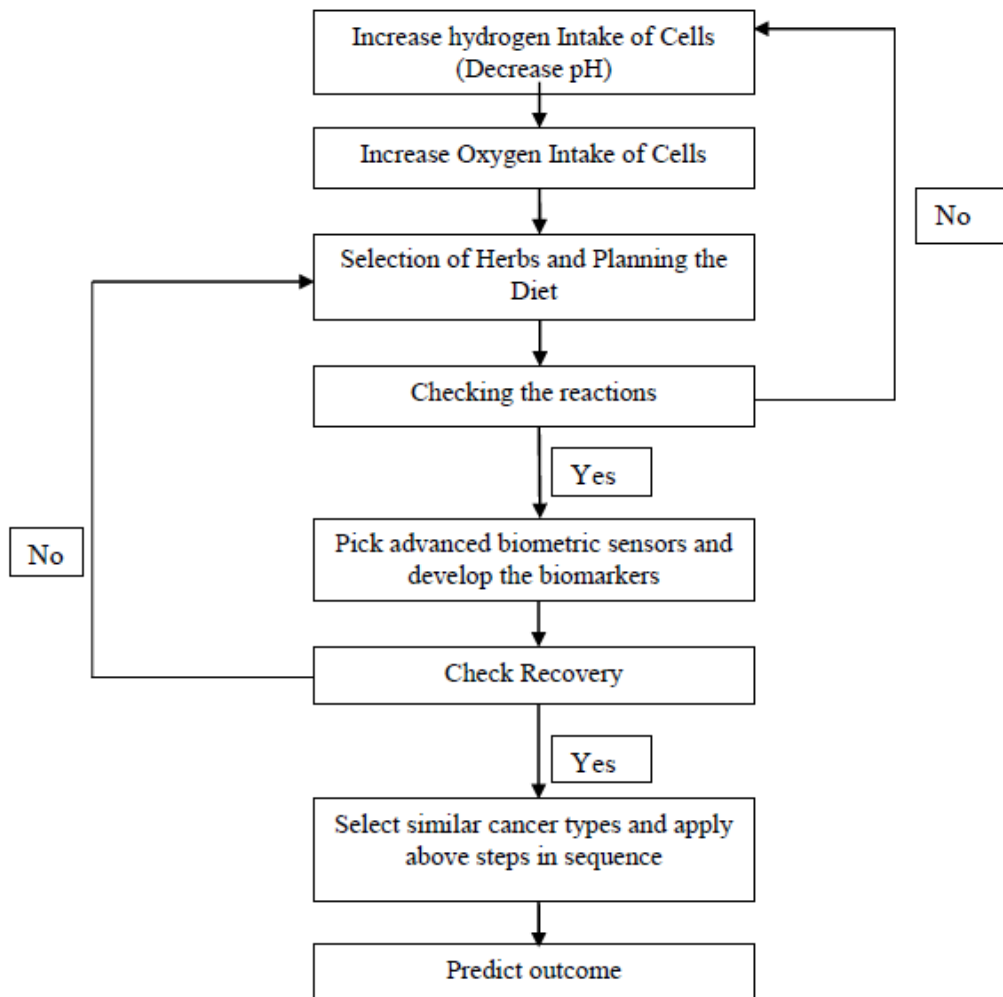 Increase hydrogen Intake of Cells
(Decrease pH)
Increase Oxygen Intake of Cells
No
Selection of Herbs and Planning the
Diet
Checking the reactions
Yes
Pick advanced biometric sensors and
develop the biomarkers
No
Check Recovery
Yes
Select similar cancer types and apply
above steps in sequence
Predict outcome